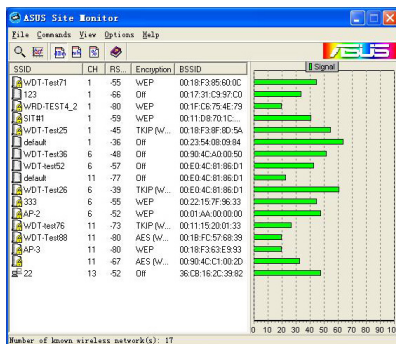 ASUS Site Monitor
File Commands View Options Help
/SUS
SSID CH RS... Encryption BSSID
Signal
WDT-Test71 1 -55 WEP 00:18:F3:85:60:0C
123 1 -66 Off 00:17:31:C9:97:C0
WRD-TEST4_2 1 -80 WEP 00:1F:C6:75:4E:79
SIT#1 1 -59 WEP 00:11:D8:70:1C:...
WDT-Test25 1 -45 TKIP (W... 00:18:F3:8F:8D:5A
default 1 -36 Off 00:23:54:08:09:84
WDT-Test36 6 -48 Off 00:90:4C:A0:00:50
WDT-test52 6 -57 Off 00:E0:4C:81:86:D1
default 11 -77 Off 00:E0:4C:81:86:D1
WDT-Test26 6 -39 TKIP (W... 00:E0:4C:81:86:D1
333 6 -55 WEP 00:22:15:7F:96:33
AP-2 6 -52 WEP 00:01:AA:00:00:00
WDT-test76 11 -73 TKIP (W... 00:11:15:20:01:33
WDT-Test88 11 -80 AES (W... 00:18:FC:57:68:39
AP-3 11 -80 WEP 00:18:F3:63:E9:93
11 -67 AES (W... 00:90:4C:C1:00:2D
22 13 -52 Off 36:C8:16:2C:39:82
0 10 20 30 40 50 60 70 80 90 10
Number of known wireless network(s): 17